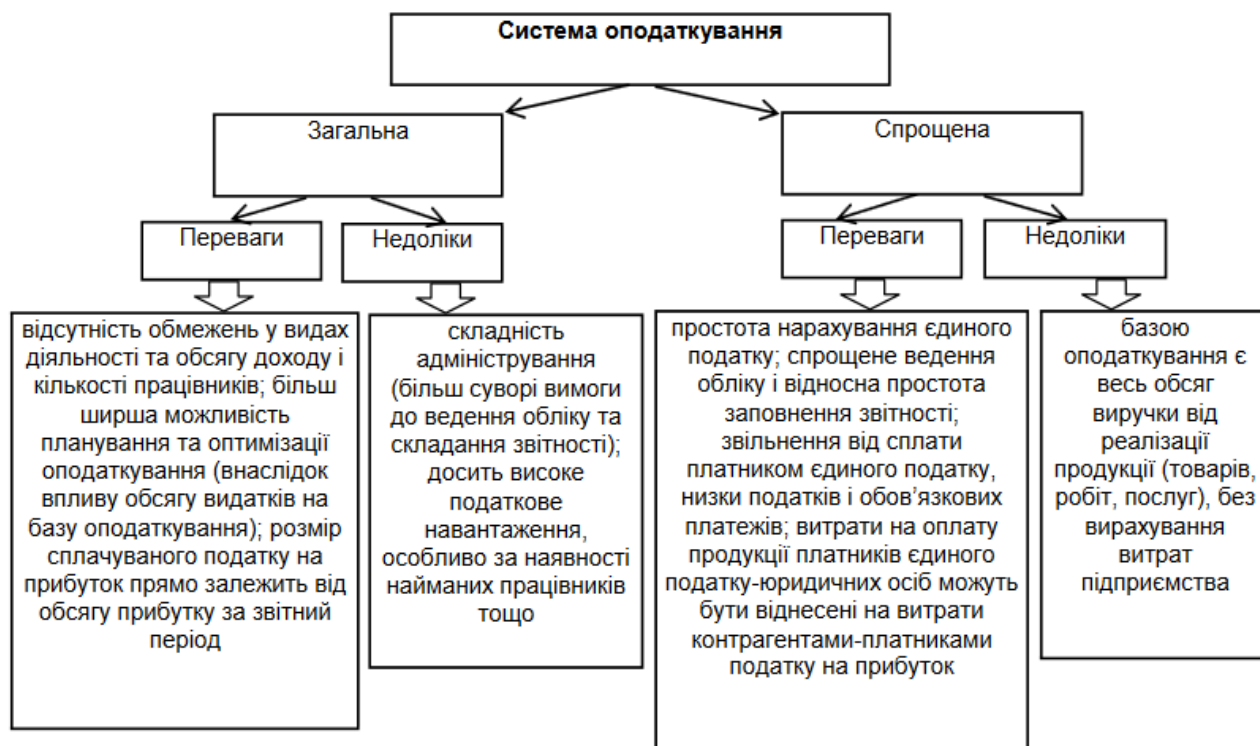 Система оподаткування
Загальна
Спрощена
Переваги
Недоліки
Переваги
Недоліки
відсутність обмежень у видах
діяльності та обсягу доходу і
кількості працівників; більш
ширша можливість
планування та оптимізації
оподаткування (внаслідок
впливу обсягу видатків на
базу оподаткування); розмір
сплачуваного податку на
прибуток прямо залежить від
обсягу прибутку за звітний
період
складність
адміністрування
(більш суворі вимоги
до ведення обліку та
складання звітності);
досить високе
податкове
навантаження,
особливо за наявності
найманих працівників
тощо
простота нарахування єдиного
податку; спрощене ведення
обліку і відносна простота
заповнення звітності;
звільнення від сплати
платником єдиного податку,
низки податків і обов’язкових
платежів; витрати на оплату
продукції платників єдиного
податку-юридичних осіб можуть
бути віднесені на витрати
контрагентами-платниками
податку на прибуток
базою
оподаткування є
весь обсяг
виручки від
реалізації
продукції (товарів,
робіт, послуг), без
вирахування
витрат
підприємства